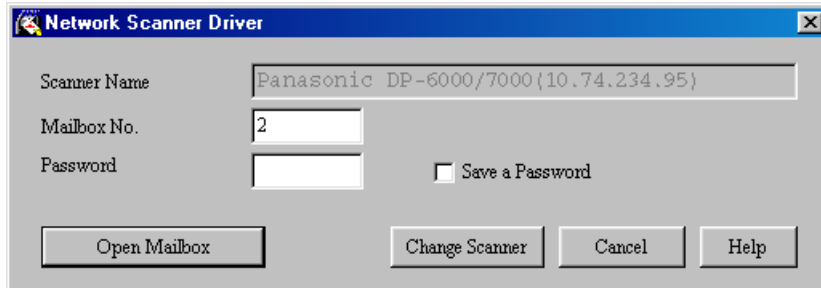 Network Scanner Driver
Scanner Name Panasonic DP-6000/7000(10.74.234.95)
Mailbox No. 2
Password Save a Password
Open Mailbox Change Scanner Cancel Help